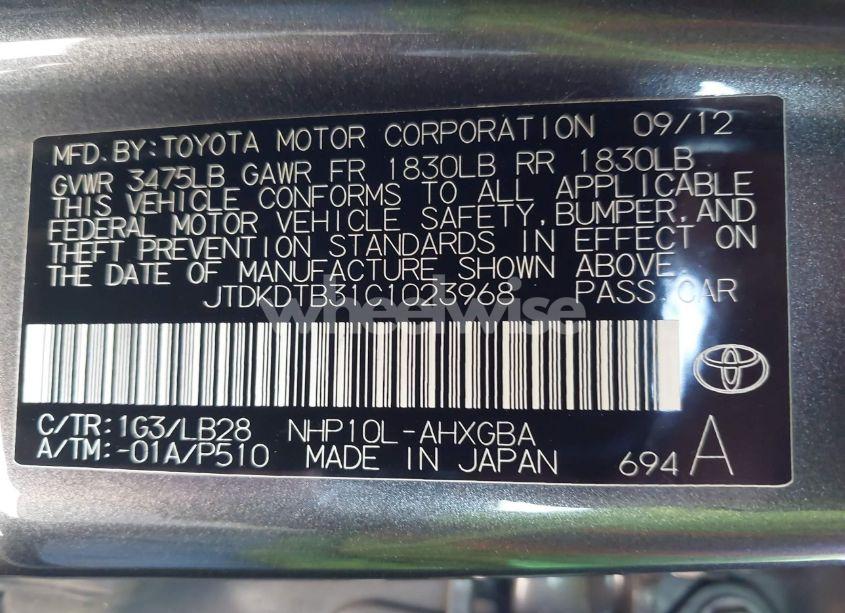 MFD. BY: TOYOTA MOTOR CORPORATION 09/12
GVWR 3475LB GAWR FR 1830LB RR 1830LB
THIS VEHICLE CONFORMS TO ALL APPLICABLE
FEDERAL MOTOR VEHICLE SAFETY, BUMPER, AND
THEFT PREVENTION STANDARDS IN EFFECT ON
THE DATE OF MANUFACTURE SHOWN ABOVE.
JTDKDTB31C1023968 PASS. CAR
wheelwise
C/TR: 1G3/LB28 NHP10L-AHXGBA
A/TM: -01A/P510 MADE IN JAPAN 694 A